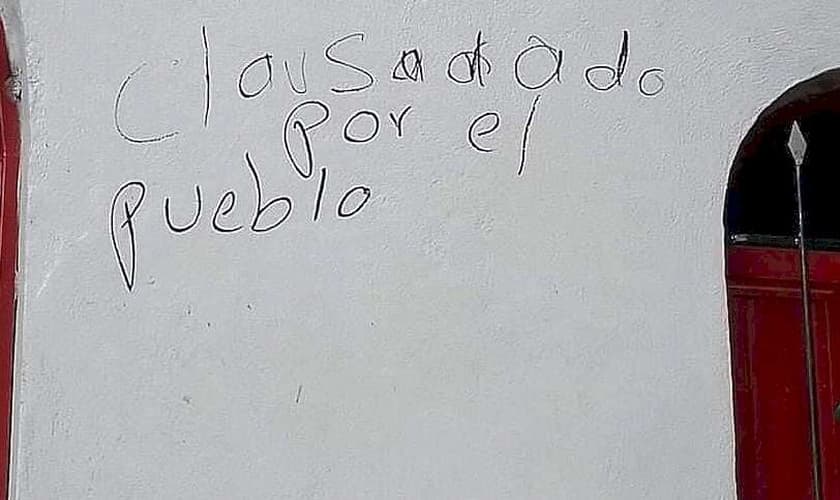 ClauSadado
Por el
pueblo